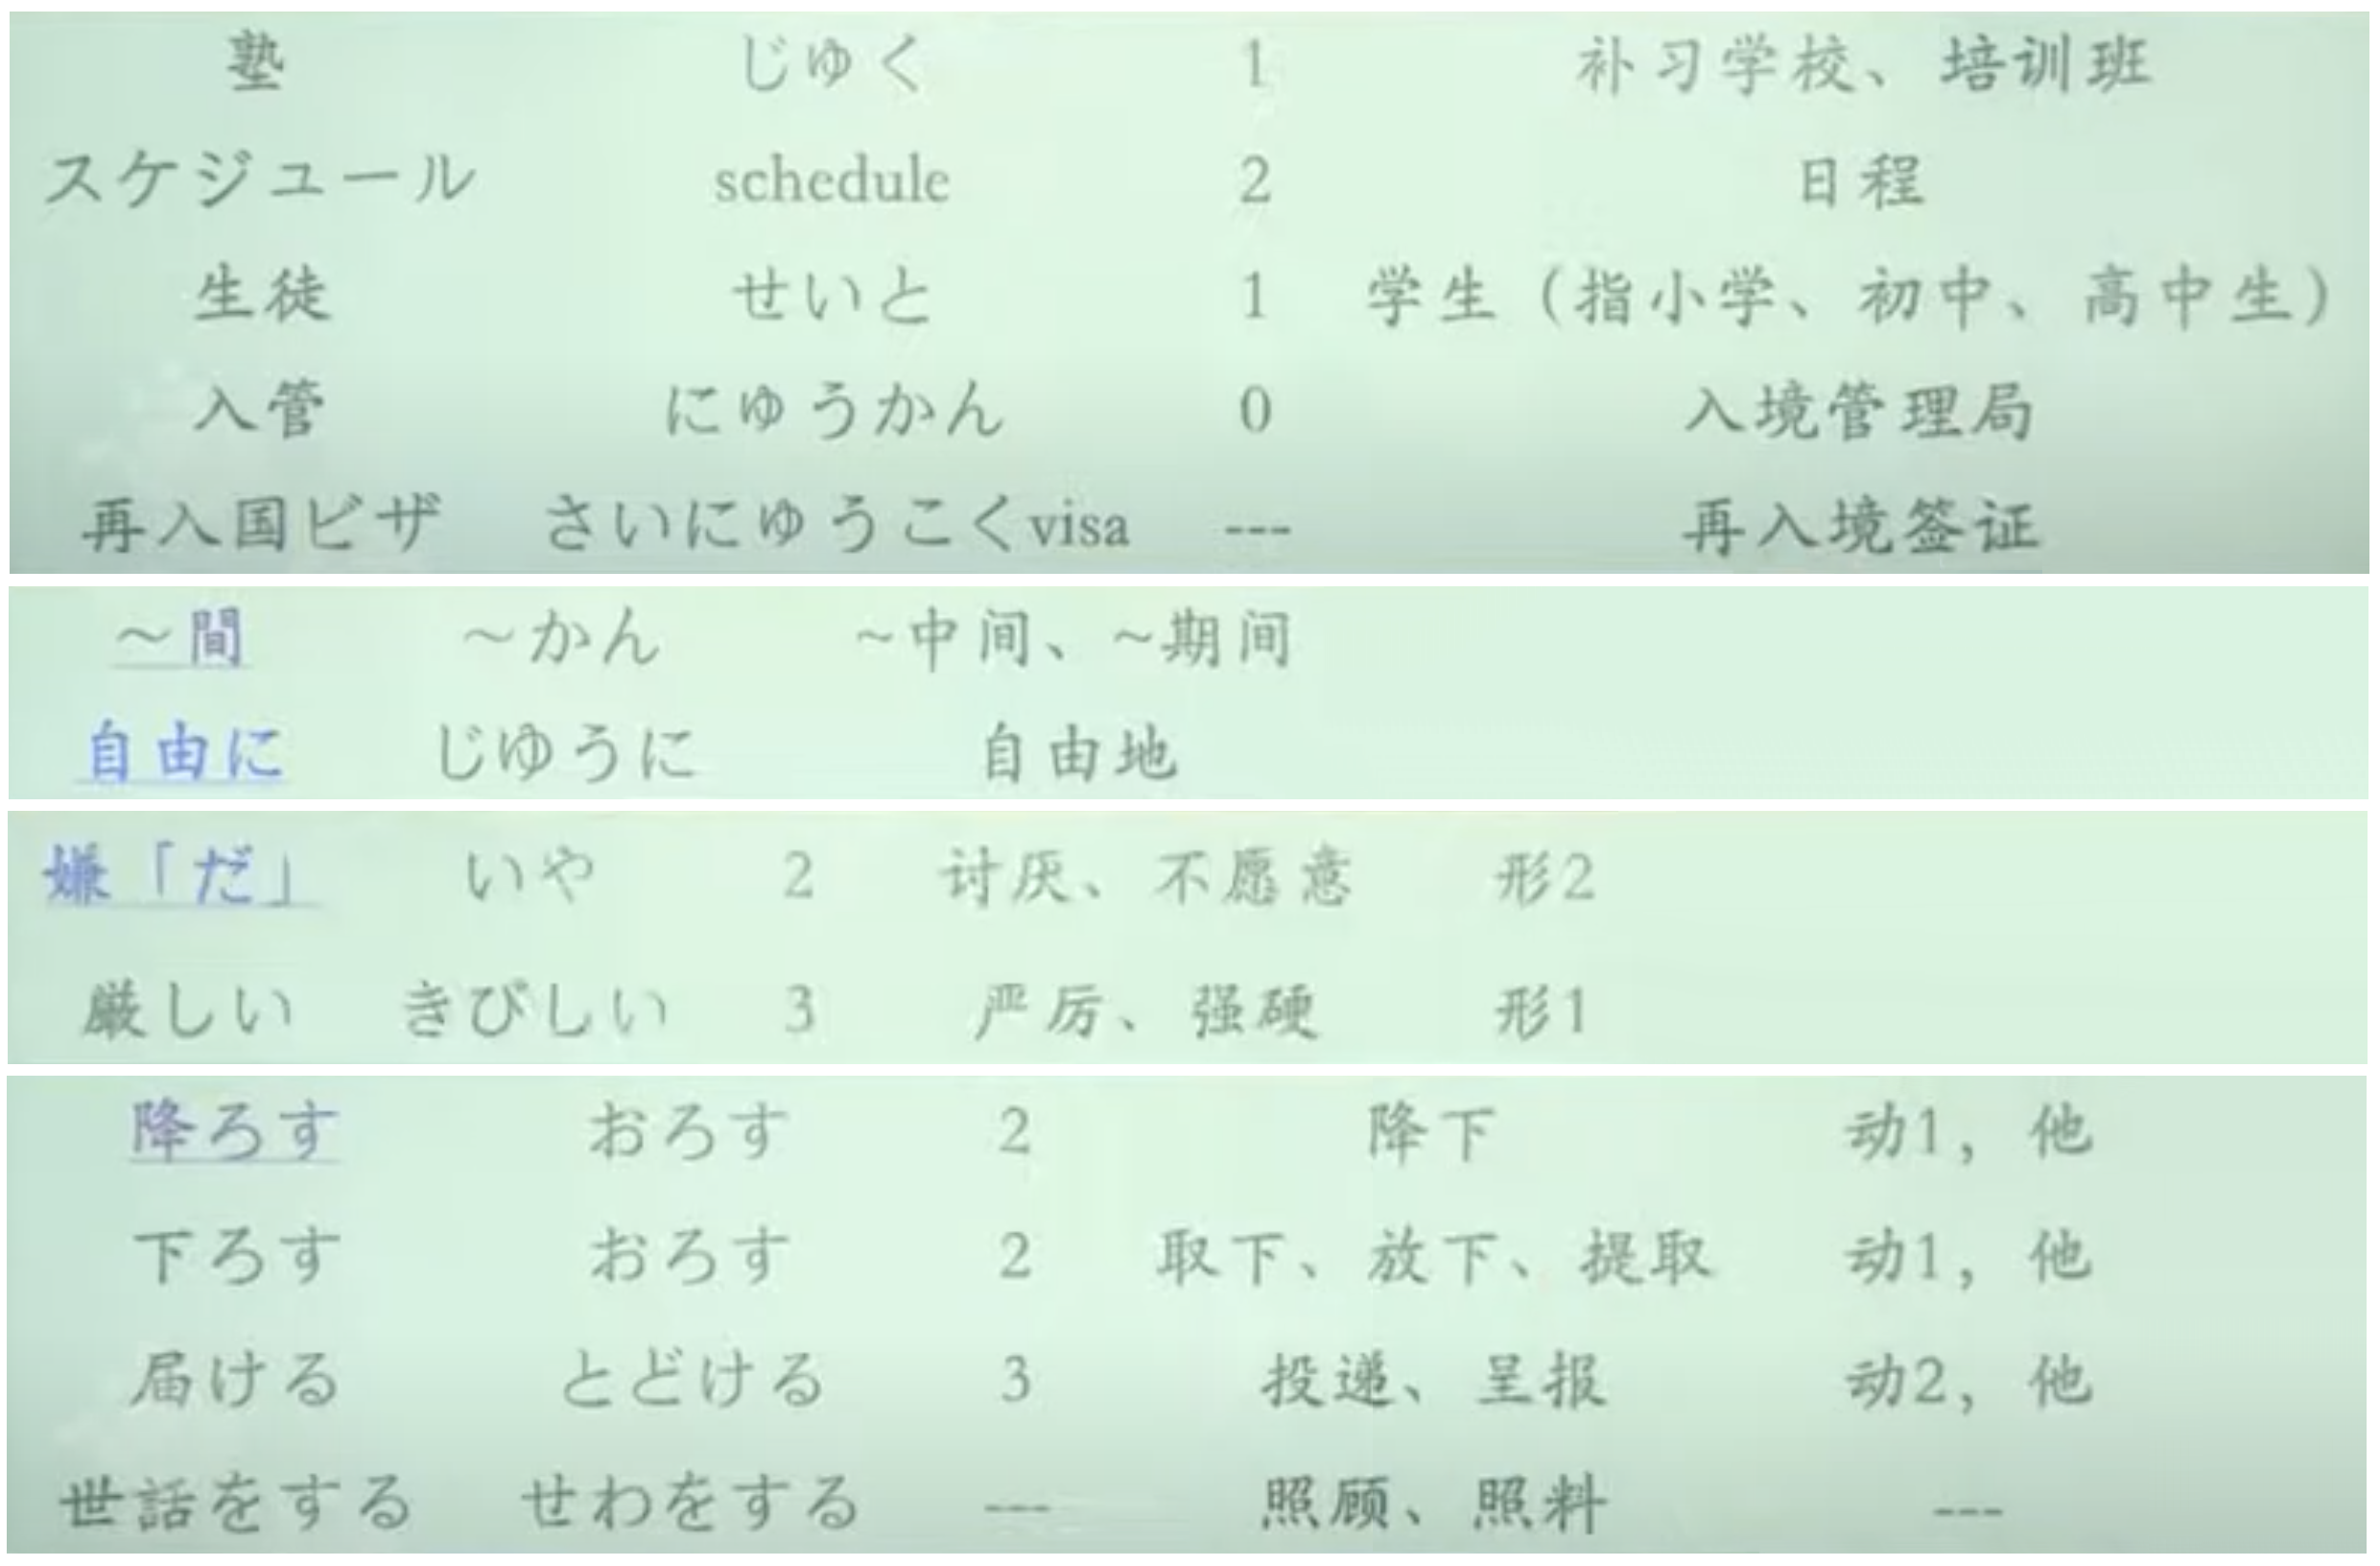 塾 じゅく 1 补习学校、培训班
スケジュール schedule 2 日程
生徒 せいと 1 学生（指小学、初中、高中生）
入管 にゅうかん 0 入境管理局
再入国ビザ さいにゅうこくvisa --- 再入境签证
～間 ～かん ~中间、~期间
自由に じゆうに 自由地
嫌「だ」 いや 2 讨厌、不愿意 形2
厳しい きびしい 3 严厉、强硬 形1
降ろす おろす 2 降下 动1，他
下ろす おろす 2 取下、放下、提取 动1，他
届ける とどける 3 投递、呈报 动2，他
世話をする せわをする --- 照顾、照料 ---